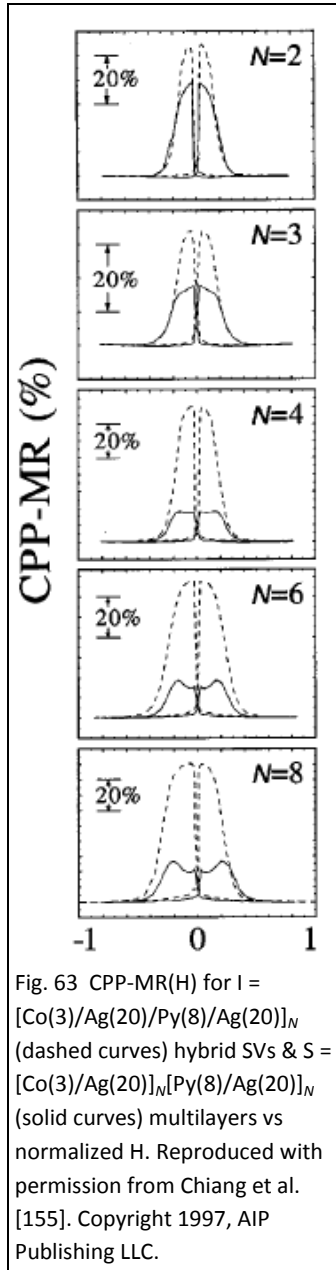 N=2
20%
N=3
20%
CPP-MR (%)
N=4
20%
N=6
20%
N=8
20%
-1 0 1
Fig. 63 CPP-MR(H) for I =
[Co(3)/Ag(20)/Py(8)/Ag(20)]N
(dashed curves) hybrid SVs & S =
[Co(3)/Ag(20)]N[Py(8)/Ag(20)]N
(solid curves) multilayers vs
normalized H. Reproduced with
permission from Chiang et al.
[155]. Copyright 1997, AIP
Publishing LLC.